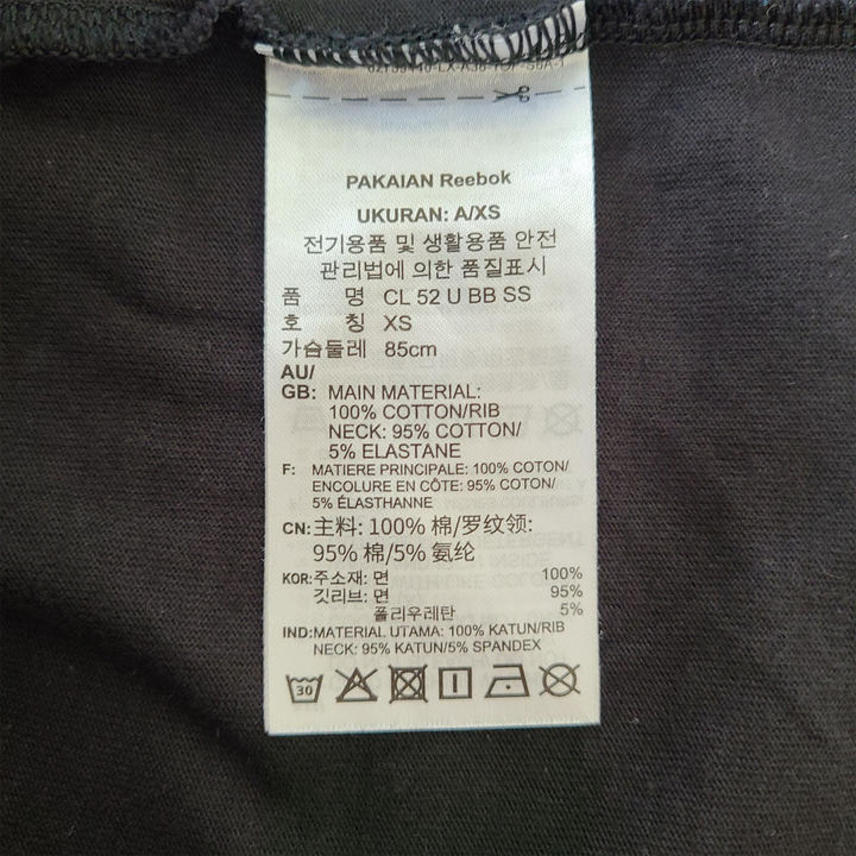 PAKAIAN Reebok
UKURAN: A/XS
전기용품 및 생활용품 안전
관리법에 의한 품질표시
품 명 CL 52 U BB SS
호 칭 XS
가슴둘레 85cm
AU/
GB: MAIN MATERIAL:
100% COTTON/RIB
NECK: 95% COTTON/
5% ELASTANE
F: MATIERE PRINCIPALE: 100% COTON/
ENCOLURE EN CÔTE: 95% COTON/
5% ÉLASTHANNE
CN: 主料: 100% 棉/罗纹领:
95% 棉/5% 氨纶
KOR: 주소재: 면 100%
깃리브: 면 95%
폴리우레탄 5%
IND: MATERIAL UTAMA: 100% KATUN/RIB
NECK: 95% KATUN/5% SPANDEX
30